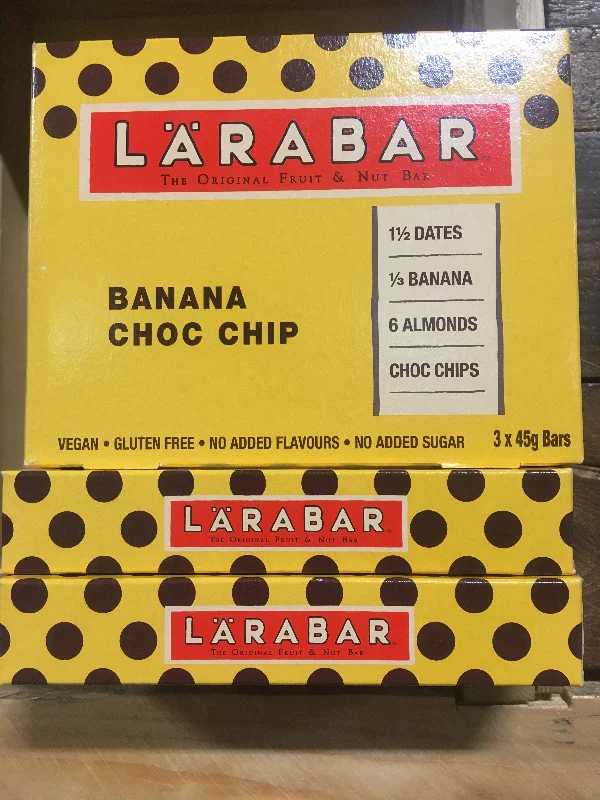 LÄRABAR
THE ORIGINAL FRUIT & NUT BAR
1½ DATES
⅓ BANANA
6 ALMONDS
CHOC CHIPS
BANANA
CHOC CHIP
VEGAN • GLUTEN FREE • NO ADDED FLAVOURS • NO ADDED SUGAR
3 x 45g Bars
LÄRABAR
THE ORIGINAL FRUIT & NUT BAR
LÄRABAR
THE ORIGINAL FRUIT & NUT BAR